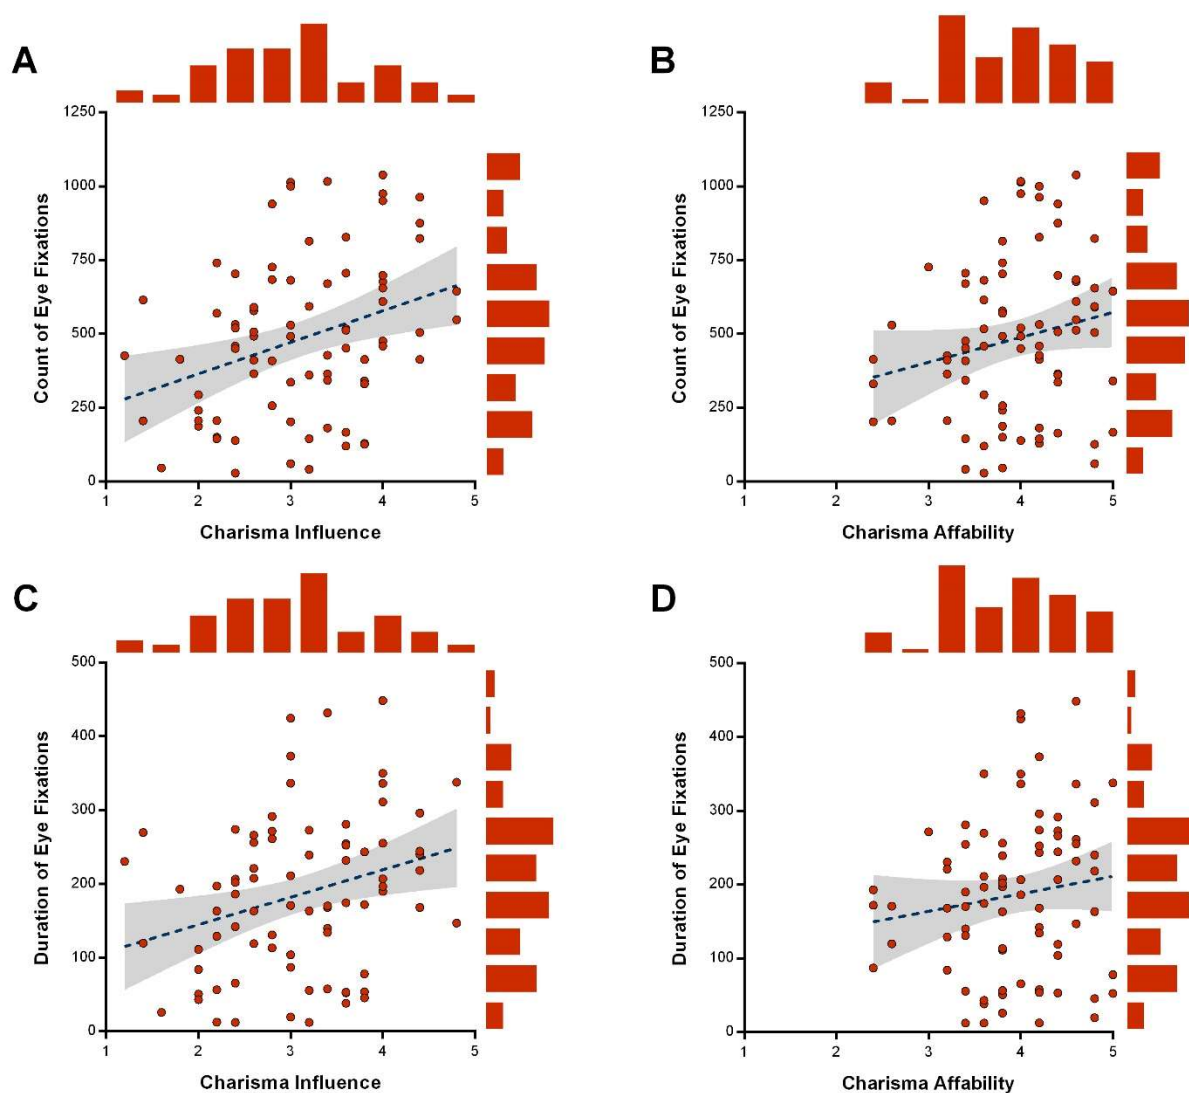 A
B
1250
1000
750
500
250
0
Count of Eye Fixations
1 2 3 4 5
Charisma Influence
1250
1000
750
500
250
0
Count of Eye Fixations
1 2 3 4 5
Charisma Affability
C
D
500
400
300
200
100
0
Duration of Eye Fixations
1 2 3 4 5
Charisma Influence
500
400
300
200
100
0
Duration of Eye Fixations
1 2 3 4 5
Charisma Affability